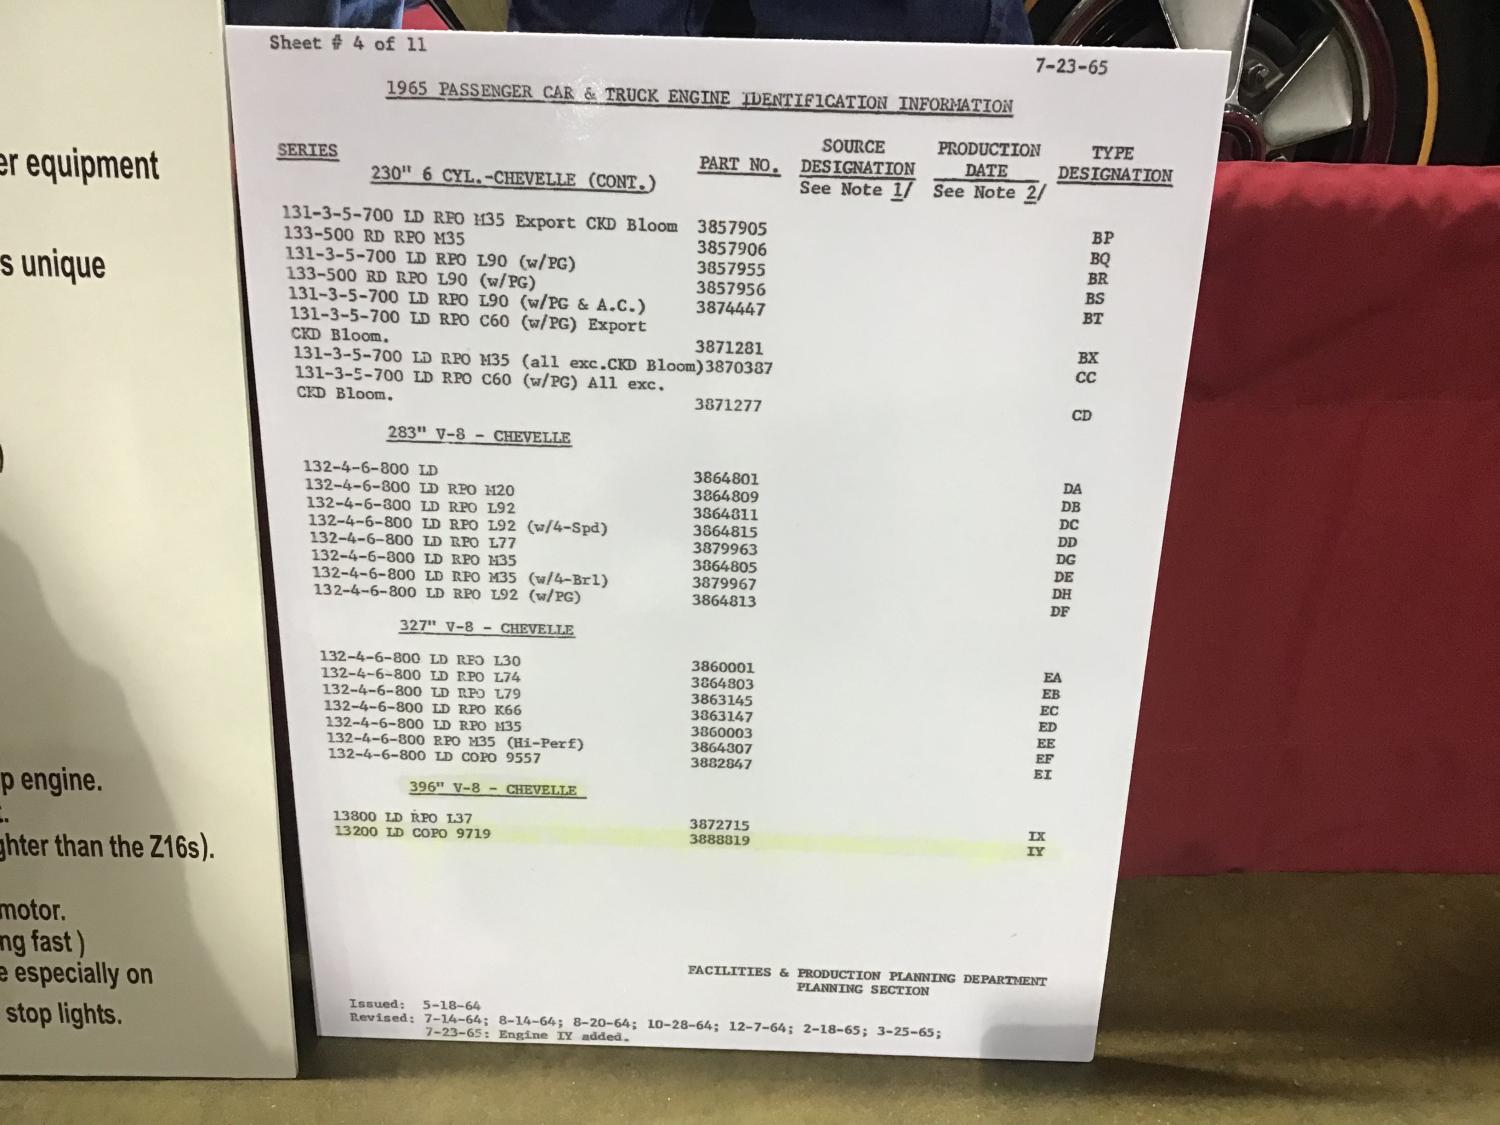 Sheet # 4 of 11
7-23-65
1965 PASSENGER CAR & TRUCK ENGINE IDENTIFICATION INFORMATION
SERIES PART NO. SOURCE DESIGNATION See Note 1/ PRODUCTION DATE See Note 2/ TYPE DESIGNATION
230" 6 CYL.-CHEVELLE (CONT.)
131-3-5-700 LD RPO M35 Export CKD Bloom 3857905 BP
133-500 RD RPO M35 3857906 BQ
131-3-5-700 LD RPO L90 (w/PG) 3857955 BR
133-500 RD RPO L90 (w/PG) 3857956 BS
131-3-5-700 LD RPO L90 (w/PG & A.C.) 3874447 BT
131-3-5-700 LD RPO C60 (w/PG) Export
CKD Bloom. 3871281 BX
131-3-5-700 LD RPO M35 (all exc.CKD Bloom)3870387 CC
131-3-5-700 LD RPO C60 (w/PG) All exc.
CKD Bloom. 3871277 CD
283" V-8 - CHEVELLE
132-4-6-800 LD 3864801 DA
132-4-6-800 LD RPO M20 3864809 DB
132-4-6-800 LD RPO L92 3864811 DC
132-4-6-800 LD RPO L92 (w/4-Spd) 3864815 DD
132-4-6-800 LD RPO L77 3879963 DG
132-4-6-800 LD RPO M35 3864805 DE
132-4-6-800 LD RPO M35 (w/4-Brl) 3879967 DH
132-4-6-800 LD RPO L92 (w/PG) 3864813 DF
327" V-8 - CHEVELLE
132-4-6-800 LD RPO L30 3860001 EA
132-4-6-800 LD RPO L74 3864803 EB
132-4-6-800 LD RPO L79 3863145 EC
132-4-6-800 LD RPO K66 3863147 ED
132-4-6-800 LD RPO M35 3860003 EE
132-4-6-800 RPO M35 (Hi-Perf) 3864807 EF
132-4-6-800 LD COPO 9557 3882847 EI
396" V-8 - CHEVELLE
13800 LD RPO L37 3872715 IX
13200 LD COPO 9719 3888819 IY
FACILITIES & PRODUCTION PLANNING DEPARTMENT
PLANNING SECTION
Issued: 5-18-64
Revised: 7-14-64; 8-14-64; 8-20-64; 10-28-64; 12-7-64; 2-18-65; 3-25-65;
7-23-65: Engine IY added.
equipment
unique
engine.
than the Z16s).
motor.
fast )
especially on
stop lights.